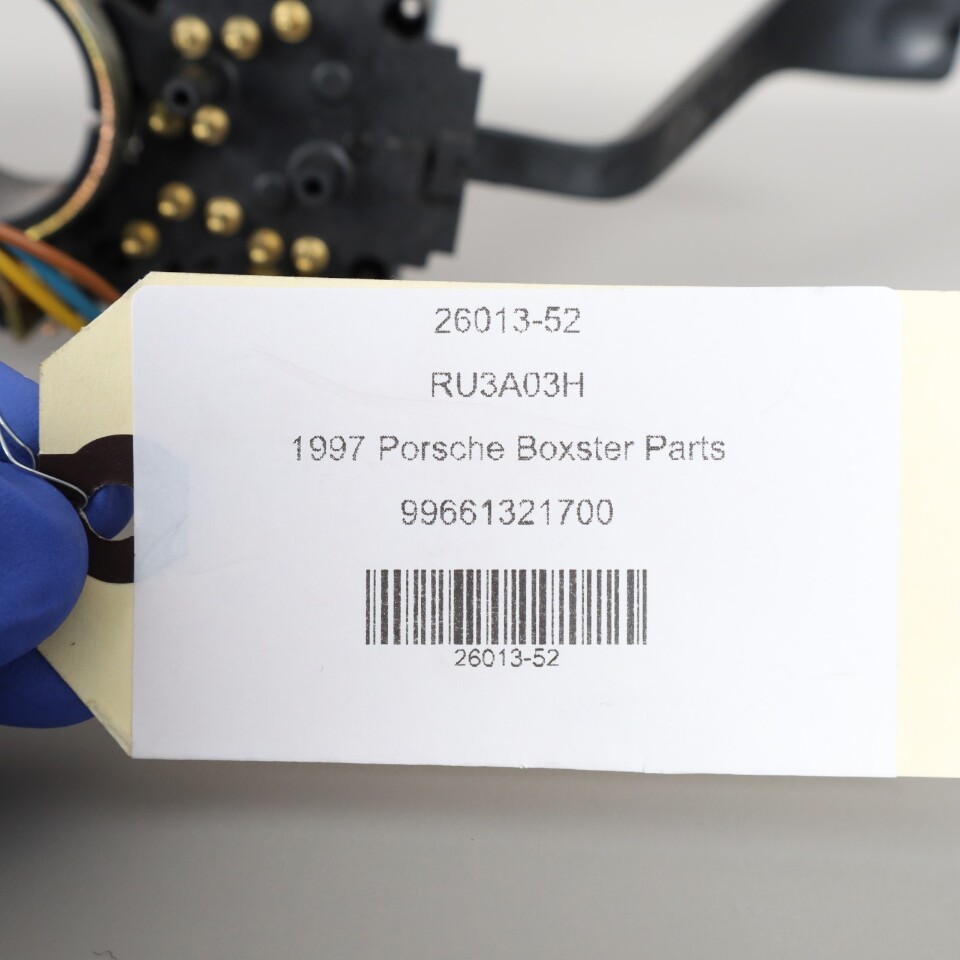 26013-52
RU3A03H
1997 Porsche Boxster Parts
99661321700
26013-52